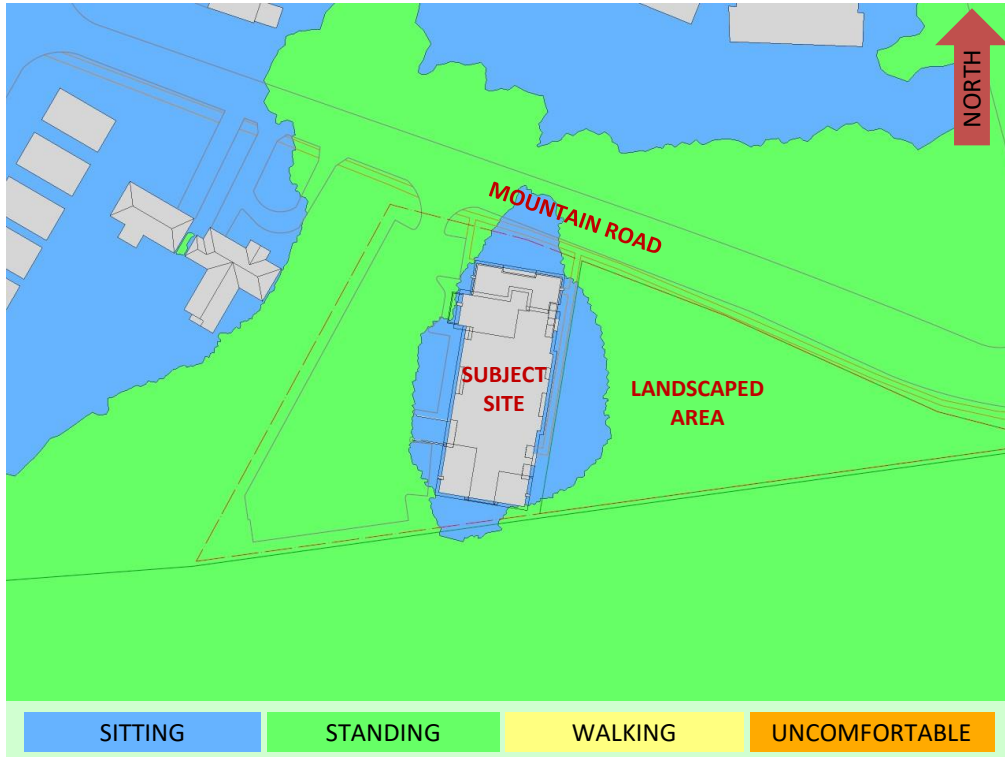 NORTH
MOUNTAIN ROAD
SUBJECT
SITE
LANDSCAPED
AREA
SITTING
STANDING
WALKING
UNCOMFORTABLE